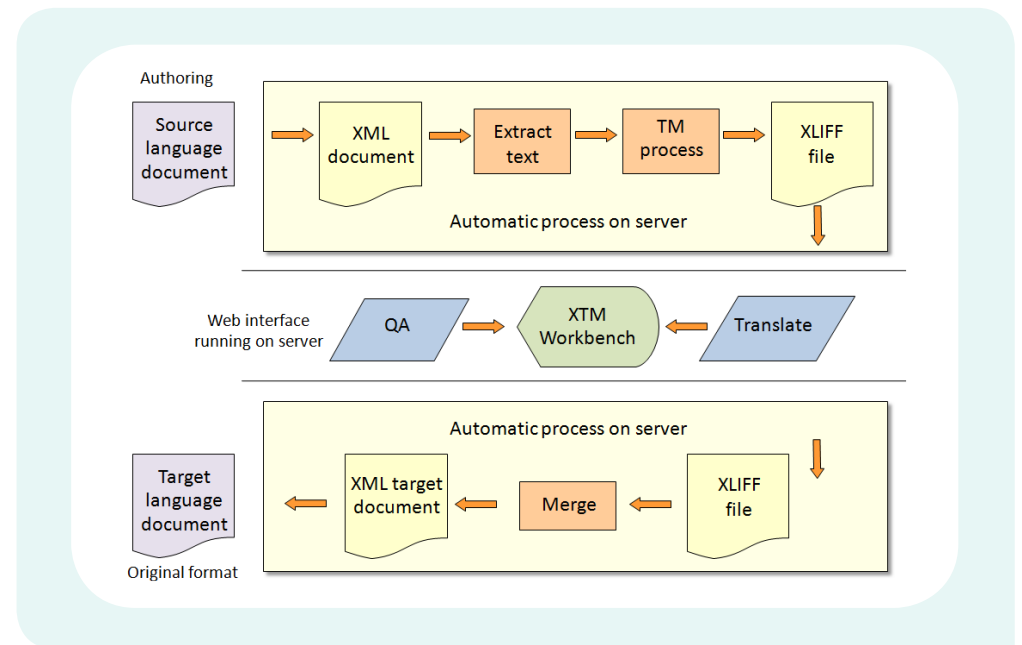 Authoring
Source
language
document
XML
document
Extract
text
TM
process
XLIFF
file
Automatic process on server
Web interface
running on server
QA
XTM
Workbench
Translate
Automatic process on server
Target
language
document
XML target
document
Merge
XLIFF
file
Original format